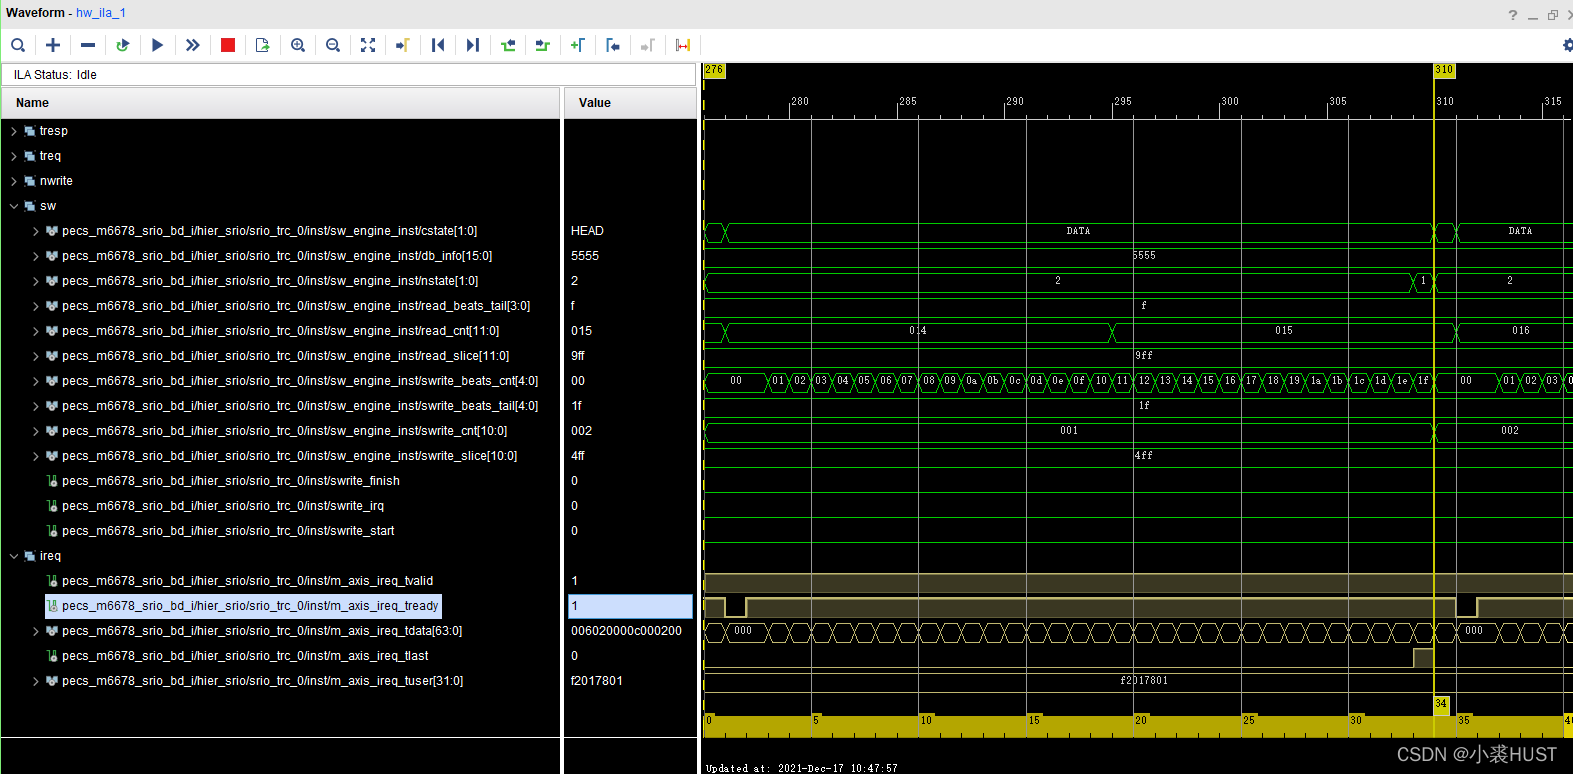 Waveform - hw_ila_1
ILA Status: Idle
Name Value
276 310
280 285 290 295 300 305 310 315
tresp
treq
nwrite
sw
pecs_m6678_srio_bd_i/hier_srio/srio_trc_0/inst/sw_engine_inst/cstate[1:0] HEAD DATA DATA
pecs_m6678_srio_bd_i/hier_srio/srio_trc_0/inst/sw_engine_inst/db_info[15:0] 5555 5555
pecs_m6678_srio_bd_i/hier_srio/srio_trc_0/inst/sw_engine_inst/nstate[1:0] 2 2 1 2
pecs_m6678_srio_bd_i/hier_srio/srio_trc_0/inst/sw_engine_inst/read_beats_tail[3:0] f f
pecs_m6678_srio_bd_i/hier_srio/srio_trc_0/inst/sw_engine_inst/read_cnt[11:0] 015 014 015 016
pecs_m6678_srio_bd_i/hier_srio/srio_trc_0/inst/sw_engine_inst/read_slice[11:0] 9ff 9ff
pecs_m6678_srio_bd_i/hier_srio/srio_trc_0/inst/sw_engine_inst/swrite_beats_cnt[4:0] 00 00 01 02 03 04 05 06 07 08 09 0a 0b 0c 0d 0e 0f 10 11 12 13 14 15 16 17 18 19 1a 1b 1c 1d 1e 1f 00 01 02 03
pecs_m6678_srio_bd_i/hier_srio/srio_trc_0/inst/sw_engine_inst/swrite_beats_tail[4:0] 1f 1f
pecs_m6678_srio_bd_i/hier_srio/srio_trc_0/inst/sw_engine_inst/swrite_cnt[10:0] 002 001 002
pecs_m6678_srio_bd_i/hier_srio/srio_trc_0/inst/sw_engine_inst/swrite_slice[10:0] 4ff 4ff
pecs_m6678_srio_bd_i/hier_srio/srio_trc_0/inst/swrite_finish 0
pecs_m6678_srio_bd_i/hier_srio/srio_trc_0/inst/swrite_irq 0
pecs_m6678_srio_bd_i/hier_srio/srio_trc_0/inst/swrite_start 0
ireq
pecs_m6678_srio_bd_i/hier_srio/srio_trc_0/inst/m_axis_ireq_tvalid 1
pecs_m6678_srio_bd_i/hier_srio/srio_trc_0/inst/m_axis_ireq_tready 1
pecs_m6678_srio_bd_i/hier_srio/srio_trc_0/inst/m_axis_ireq_tdata[63:0] 006020000c000200 000 000
pecs_m6678_srio_bd_i/hier_srio/srio_trc_0/inst/m_axis_ireq_tlast 0
pecs_m6678_srio_bd_i/hier_srio/srio_trc_0/inst/m_axis_ireq_tuser[31:0] f2017801 f2017801
34
0 5 10 15 20 25 30 35
Updated at: 2021-Dec-17 10:47:57
CSDN @小裘HUST